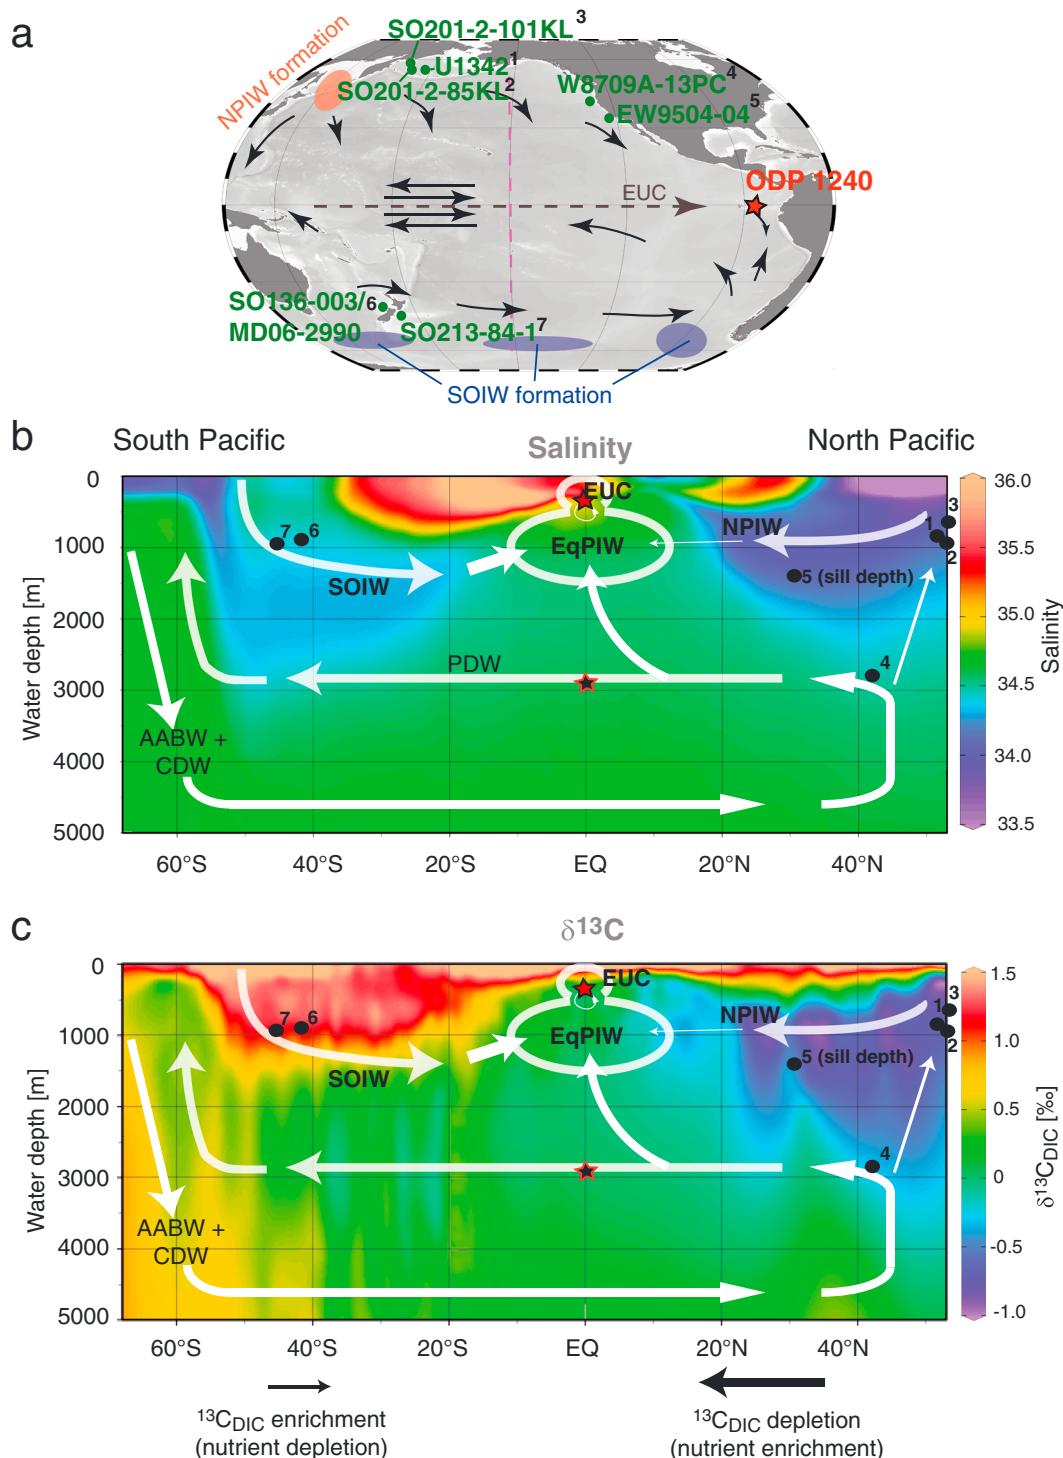 a
NPIW formation
SO201-2-101KL 3
U1342 1
SO201-2-85KL 2
W8709A-13PC 4
EW9504-04 5
ODP 1240
EUC
SO136-003/ 6
MD06-2990
SO213-84-1 7
SOIW formation
b
South Pacific
Salinity
North Pacific
0
1000
2000
3000
4000
5000
Water depth [m]
EUC
NPIW
EqPIW
SOIW
PDW
AABW +
CDW
7
6
3
1
2
5 (sill depth)
4
36.0
35.5
35.0
34.5
34.0
33.5
Salinity
60°S
40°S
20°S
EQ
20°N
40°N
c
δ13C
0
1000
2000
3000
4000
5000
Water depth [m]
EUC
NPIW
EqPIW
SOIW
AABW +
CDW
7
6
3
1
2
5 (sill depth)
4
1.5
1.0
0.5
0
-0.5
-1.0
δ13CDIC [‰]
60°S
40°S
20°S
EQ
20°N
40°N
13CDIC enrichment
(nutrient depletion)
13CDIC depletion
(nutrient enrichment)